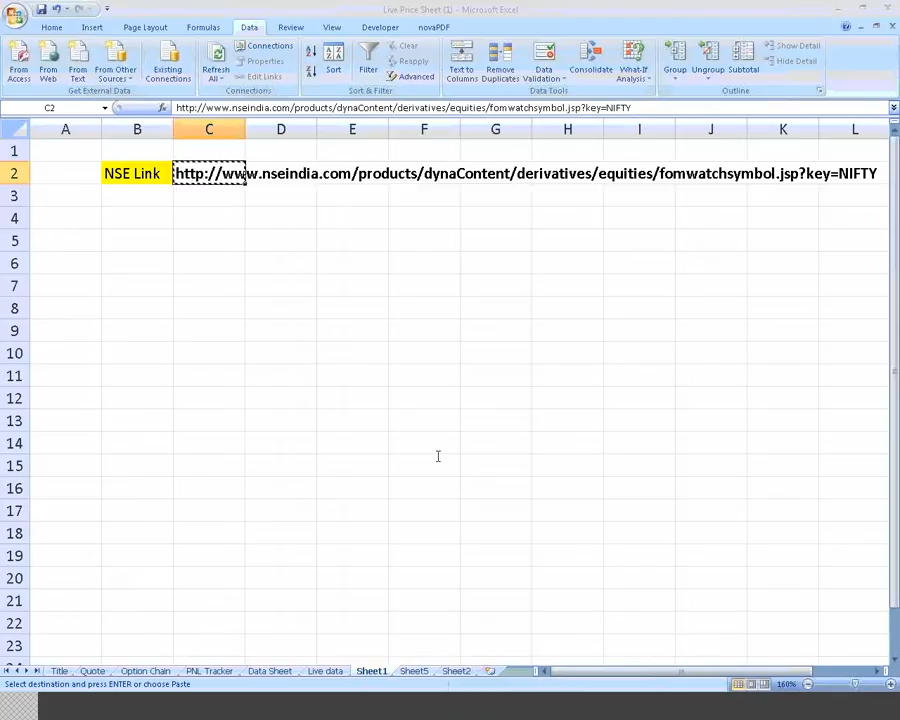 Live Price Sheet (1) - Microsoft Excel
Home Insert Page Layout Formulas Data Review View Developer novaPDF
From Access From Web From Text From Other Sources Existing Connections Refresh All Connections Properties Edit Links Sort Filter Clear Reapply Advanced Text to Columns Remove Duplicates Data Validation Consolidate What-If Analysis Group Ungroup Subtotal Show Detail Hide Detail
Get External Data Connections Sort & Filter Data Tools Outline
C2 fx http://www.nseindia.com/products/dynaContent/derivatives/equities/fomwatchsymbol.jsp?key=NIFTY
A B C D E F G H I J K L
1
2 NSE Link http://www.nseindia.com/products/dynaContent/derivatives/equities/fomwatchsymbol.jsp?key=NIFTY
3
4
5
6
7
8
9
10
11
12
13
14
15
16
17
18
19
20
21
22
23
Title Quote Option Chain PNL Tracker Data Sheet Live data Sheet1 Sheet5 Sheet2
Select destination and press ENTER or choose Paste 160%